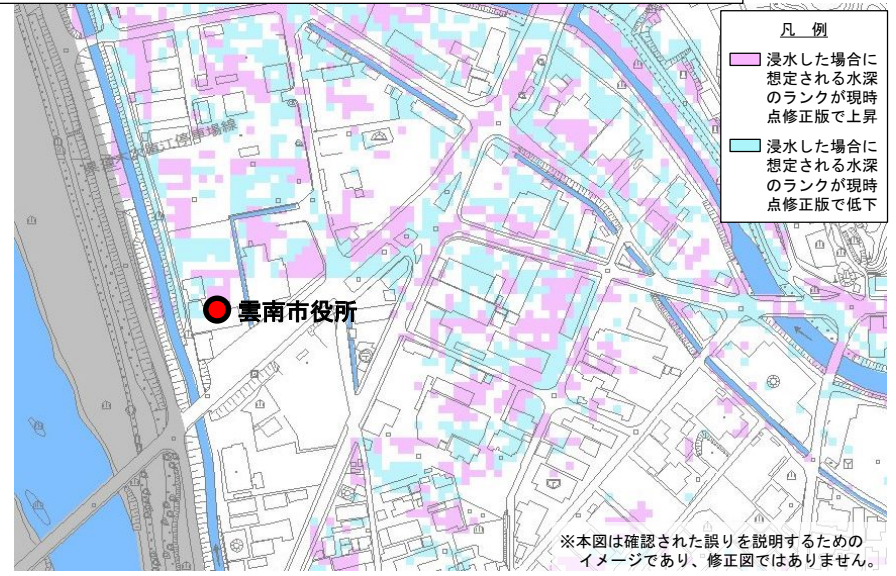 凡 例
浸水した場合に
想定される水深
のランクが現時
点修正版で上昇
浸水した場合に
想定される水深
のランクが現時
点修正版で低下
雲南市役所
※本図は確認された誤りを説明するための
イメージであり、修正図ではありません。